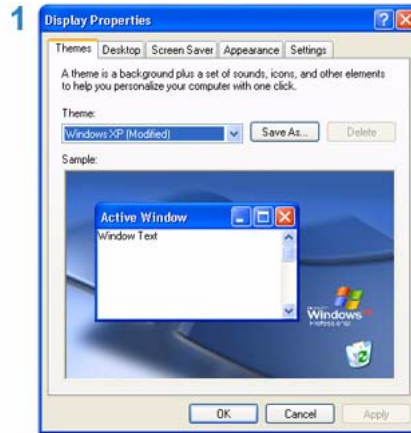 1
Display Properties
Themes Desktop Screen Saver Appearance Settings
A theme is a background plus a set of sounds, icons, and other elements
to help you personalize your computer with one click.
Theme:
Windows XP (Modified) Save As... Delete
Sample:
Active Window
Window Text
Windows
Professional
OK Cancel Apply